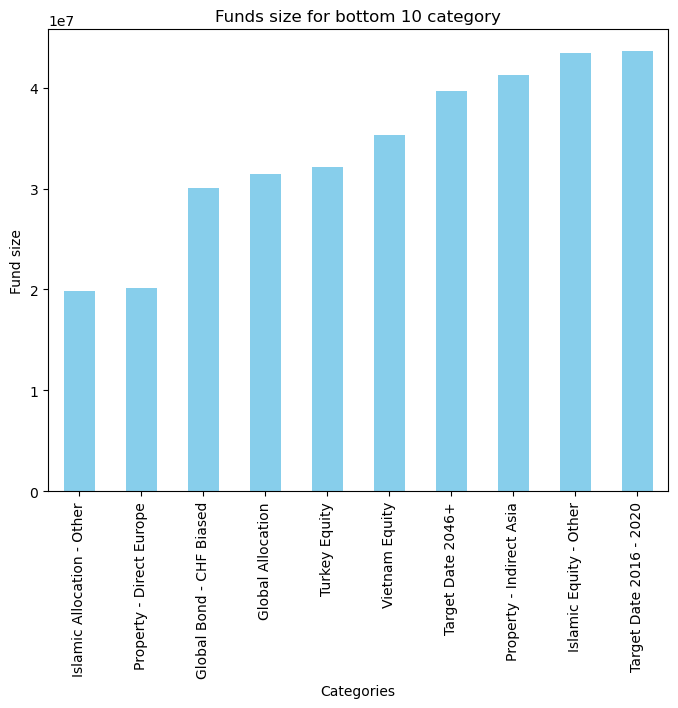 Funds size for bottom 10 category
1e7
4
3
2
1
0
Fund size
Islamic Allocation - Other
Property - Direct Europe
Global Bond - CHF Biased
Global Allocation
Turkey Equity
Vietnam Equity
Target Date 2046+
Property - Indirect Asia
Islamic Equity - Other
Target Date 2016 - 2020
Categories